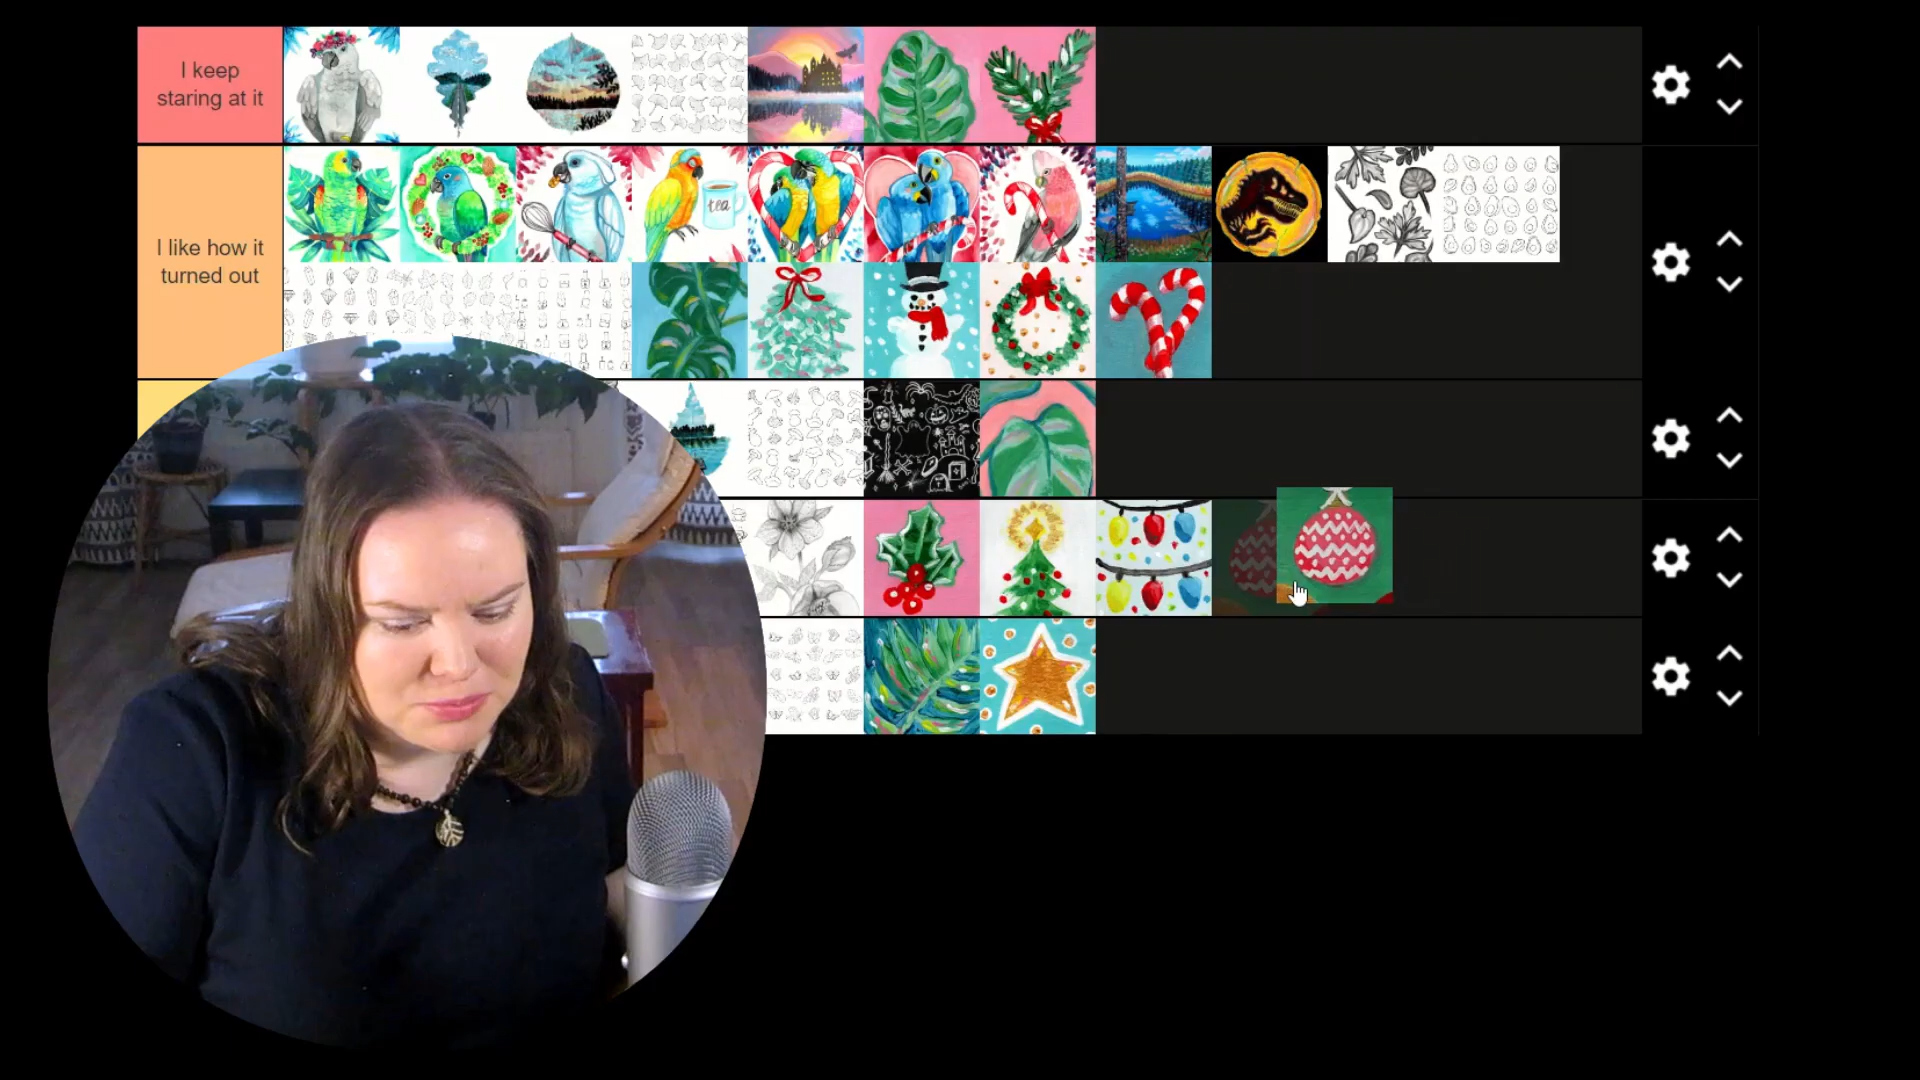 I keep
staring at it
I like how it
turned out
tea